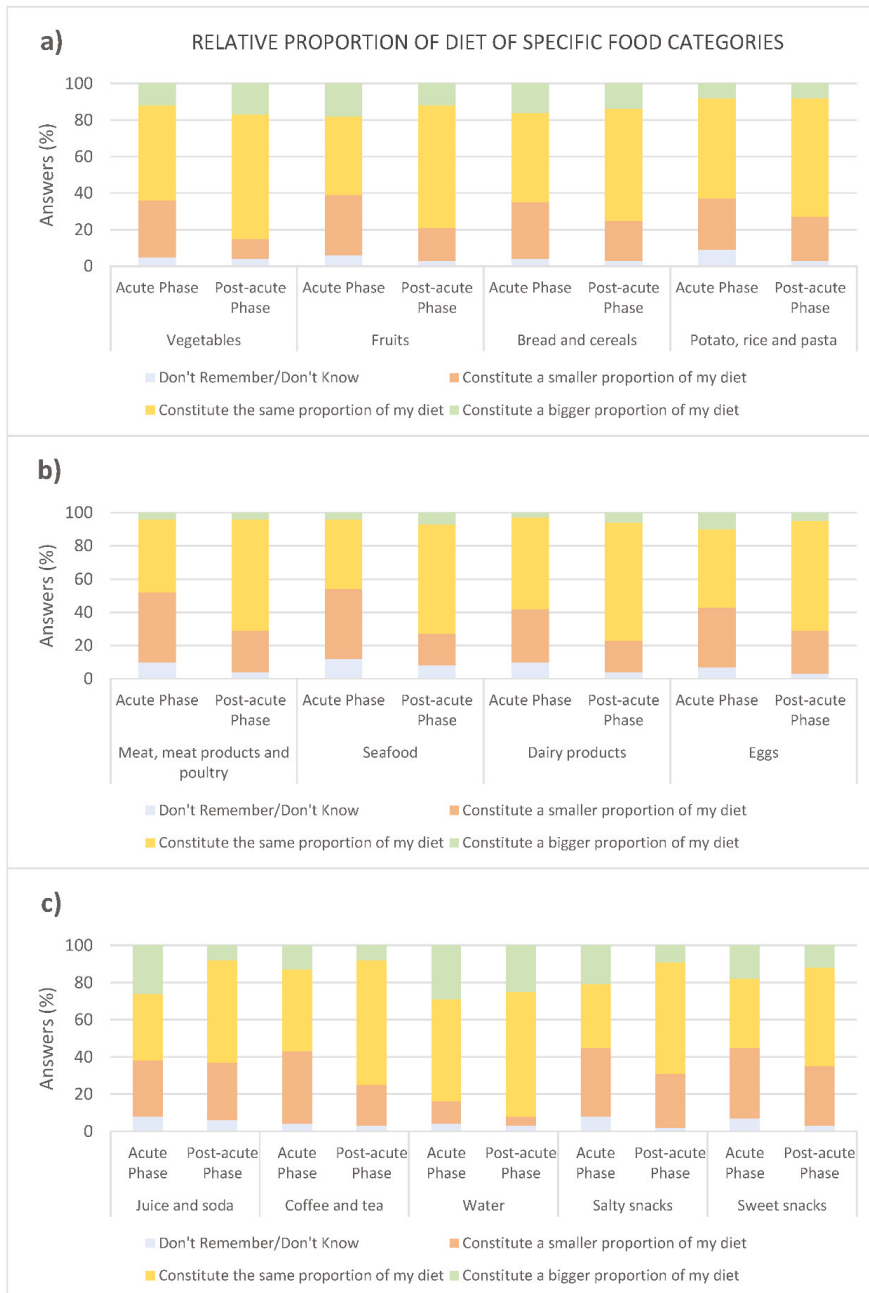 a)
RELATIVE PROPORTION OF DIET OF SPECIFIC FOOD CATEGORIES
100
80
60
40
20
0
Answers (%)
Acute Phase Post-acute Phase Acute Phase Post-acute Phase Acute Phase Post-acute Phase Acute Phase Post-acute Phase
Vegetables Fruits Bread and cereals Potato, rice and pasta
Don't Remember/Don't Know Constitute a smaller proportion of my diet
Constitute the same proportion of my diet Constitute a bigger proportion of my diet
b)
100
80
60
40
20
0
Answers (%)
Acute Phase Post-acute Phase Acute Phase Post-acute Phase Acute Phase Post-acute Phase Acute Phase Post-acute Phase
Meat, meat products and poultry Seafood Dairy products Eggs
Don't Remember/Don't Know Constitute a smaller proportion of my diet
Constitute the same proportion of my diet Constitute a bigger proportion of my diet
c)
100
80
60
40
20
0
Answers (%)
Acute Phase Post-acute Phase Acute Phase Post-acute Phase Acute Phase Post-acute Phase Acute Phase Post-acute Phase Acute Phase Post-acute Phase
Juice and soda Coffee and tea Water Salty snacks Sweet snacks
Don't Remember/Don't Know Constitute a smaller proportion of my diet
Constitute the same proportion of my diet Constitute a bigger proportion of my diet